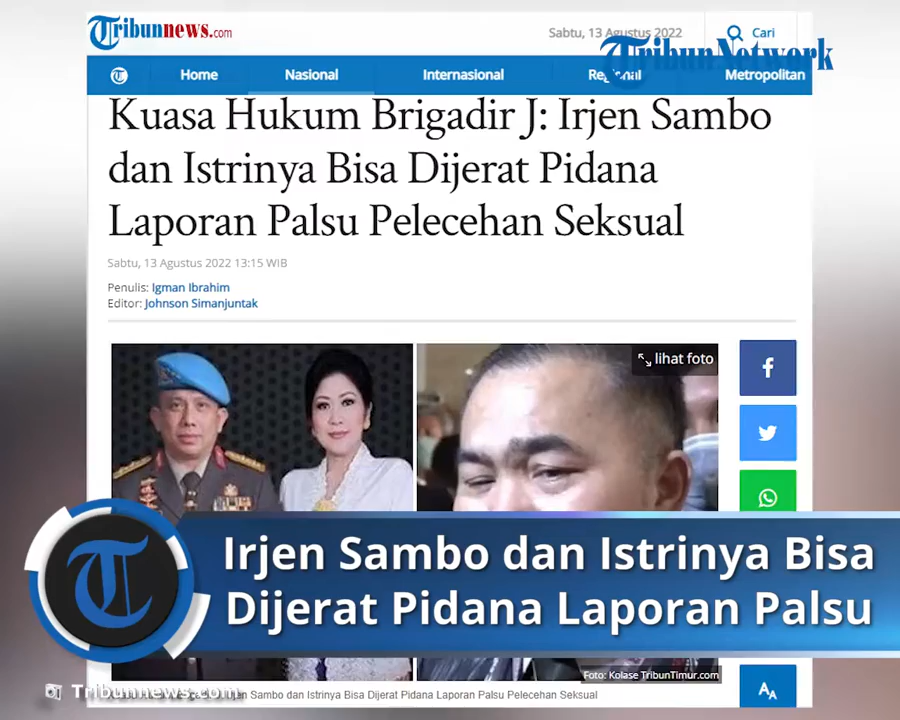 Tribunnews.com
Sabtu, 13 Agustus 2022
Cari
TribunNetwork
Home
Nasional
Internasional
Regional
Metropolitan
Kuasa Hukum Brigadir J: Irjen Sambo
dan Istrinya Bisa Dijerat Pidana
Laporan Palsu Pelecehan Seksual
Sabtu, 13 Agustus 2022 13:15 WIB
Penulis: Igman Ibrahim
Editor: Johnson Simanjuntak
lihat foto
Irjen Sambo dan Istrinya Bisa
Dijerat Pidana Laporan Palsu
Foto: Kolase TribunTimur.com
Tribunnews.com
Sambo dan Istrinya Bisa Dijerat Pidana Laporan Palsu Pelecehan Seksual
AA